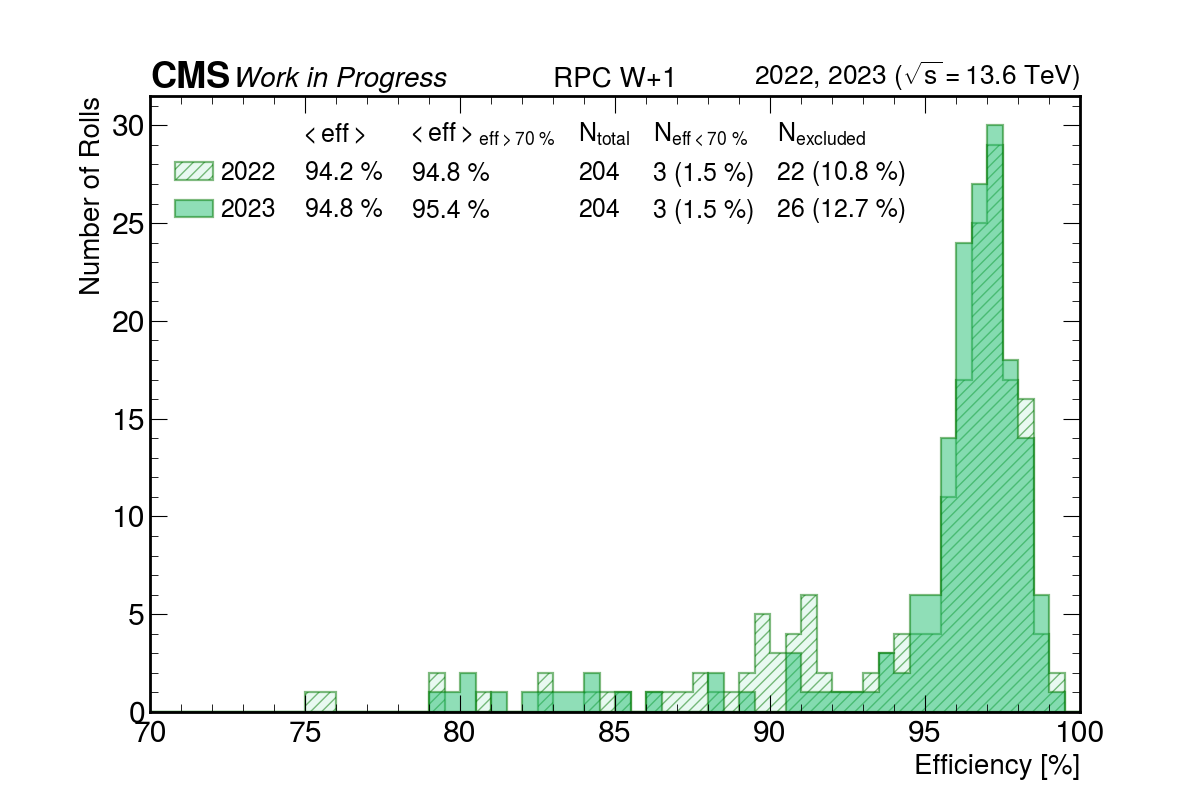 CMS Work in Progress RPC W+1 2022, 2023 (√s = 13.6 TeV)
Number of Rolls
< eff > < eff > eff > 70 % Ntotal Neff < 70 % Nexcluded
2022 94.2 % 94.8 % 204 3 (1.5 %) 22 (10.8 %)
2023 94.8 % 95.4 % 204 3 (1.5 %) 26 (12.7 %)
30
25
20
15
10
5
0
70 75 80 85 90 95 100
Efficiency [%]